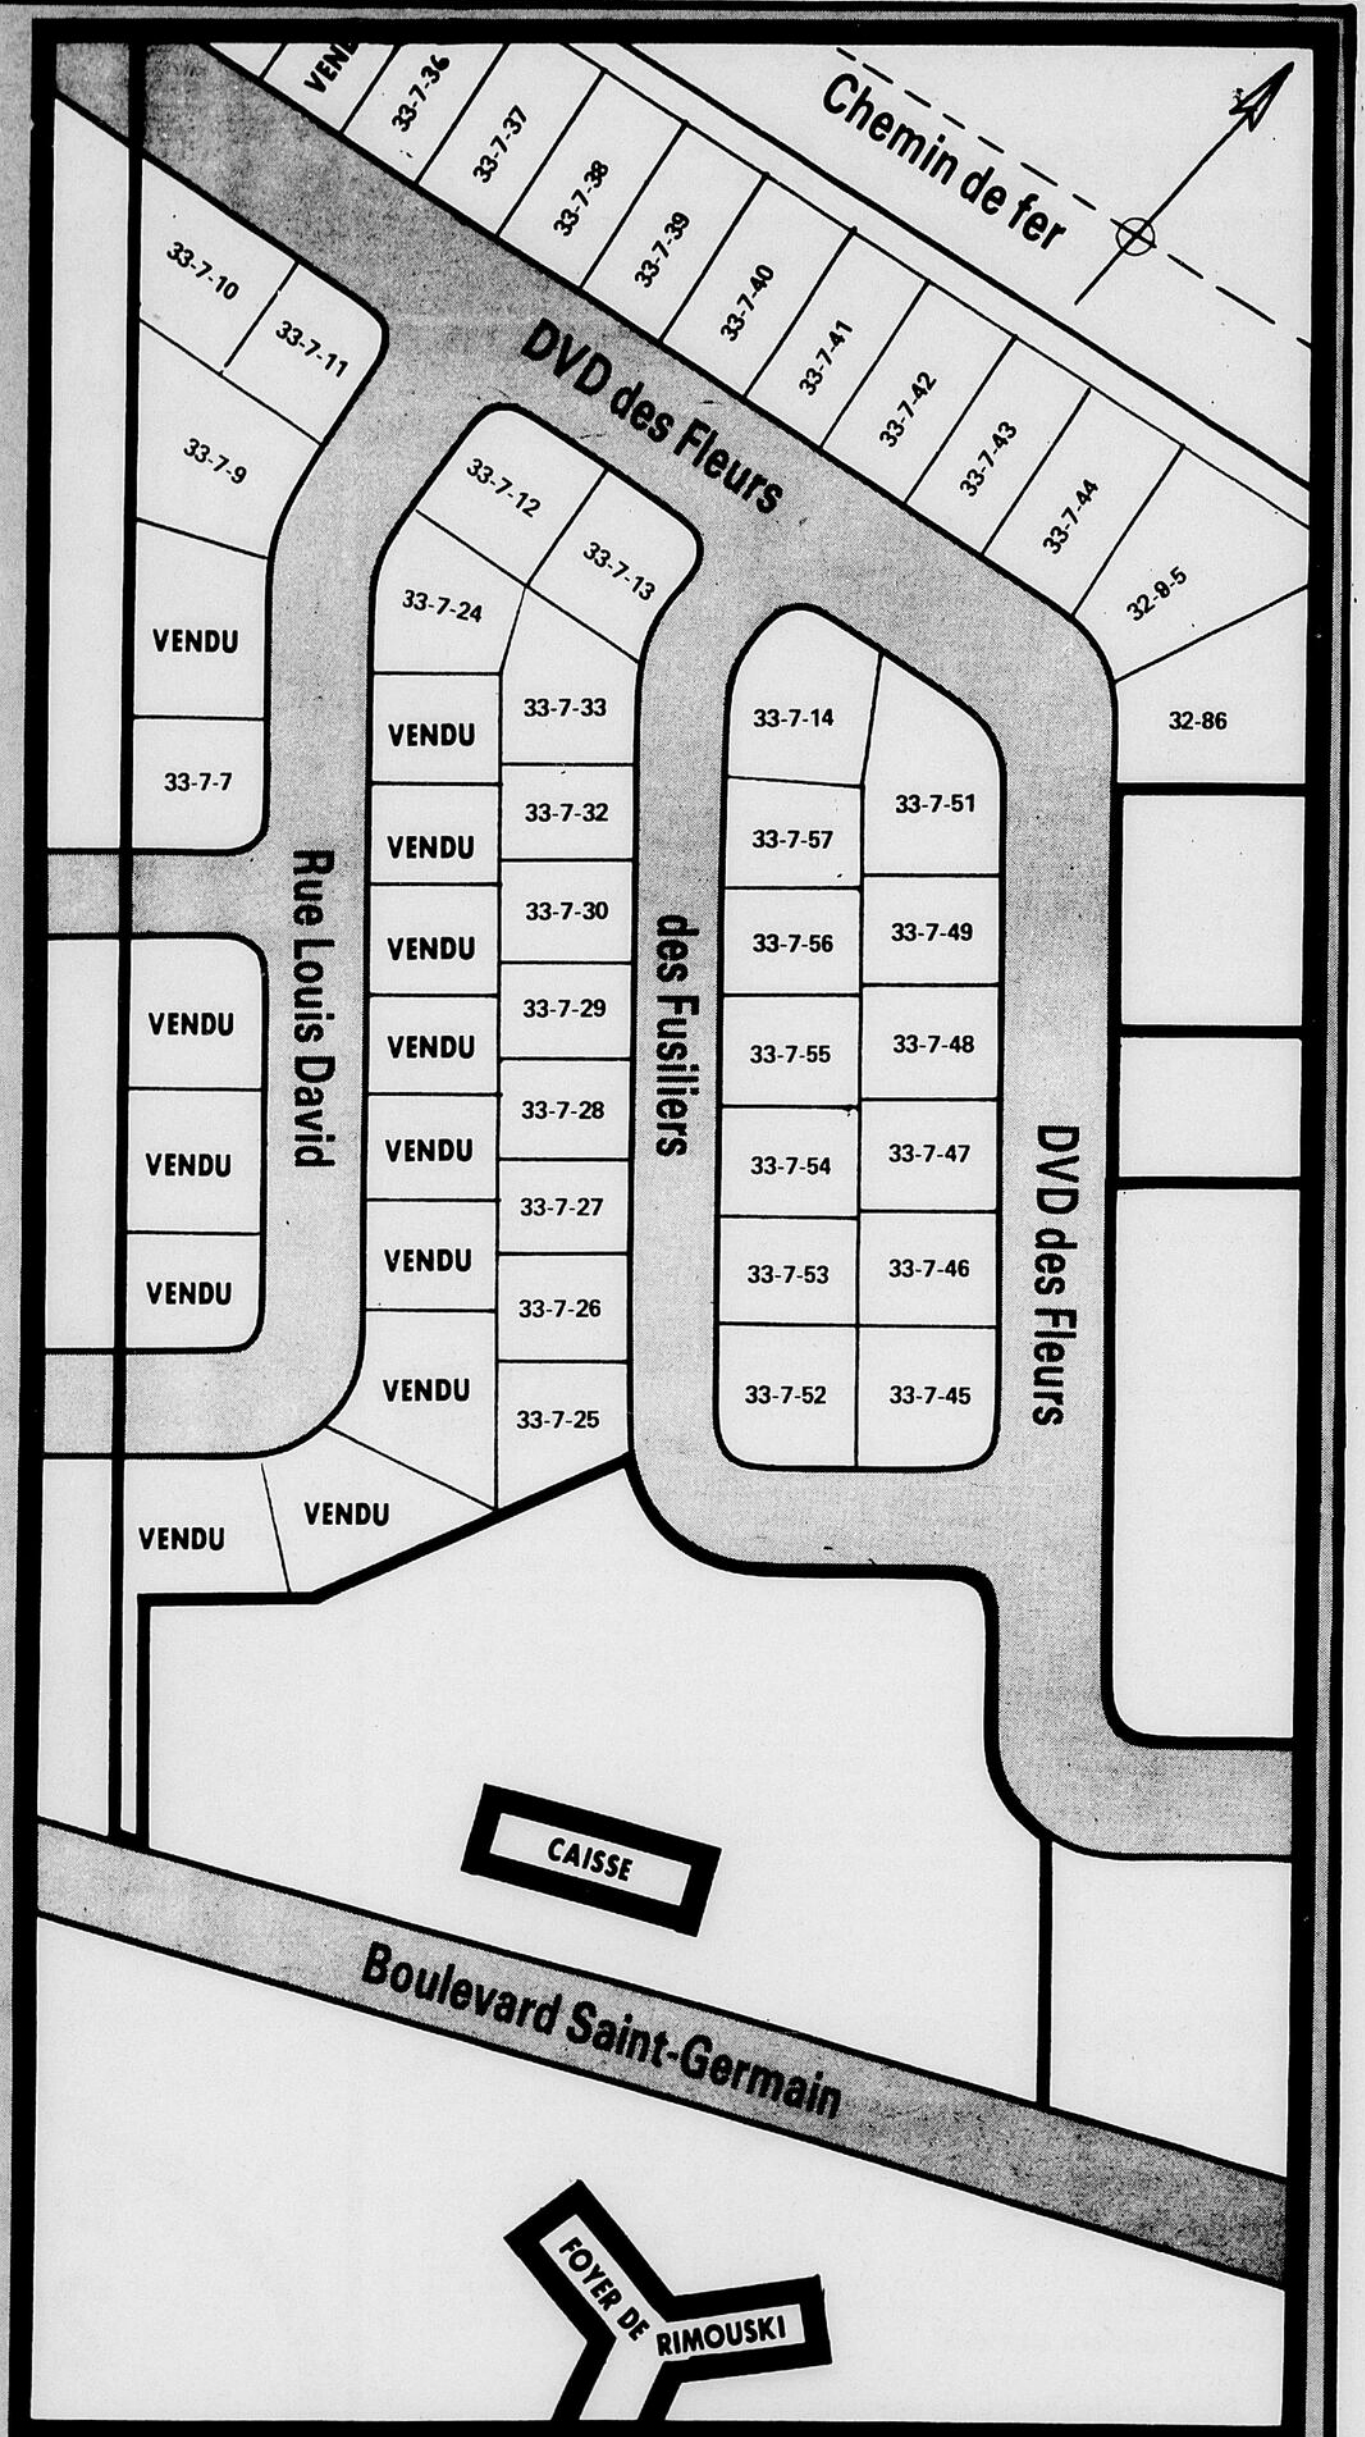 VEND
33-7-36
33-7-37
33-7-38
33-7-39
33-7-40
33-7-41
33-7-42
33-7-43
33-7-44
32-8-5
32-86
Chemin de fer
DVD des Fleurs
33-7-10
33-7-11
33-7-9
VENDU
33-7-7
Rue Louis David
VENDU
VENDU
VENDU
VENDU
VENDU
33-7-12
33-7-13
33-7-24
VENDU
VENDU
VENDU
VENDU
VENDU
VENDU
VENDU
33-7-33
33-7-32
33-7-30
33-7-29
33-7-28
33-7-27
33-7-26
33-7-25
des Fusiliers
33-7-14
33-7-57
33-7-56
33-7-55
33-7-54
33-7-53
33-7-52
33-7-51
33-7-49
33-7-48
33-7-47
33-7-46
33-7-45
DVD des Fleurs
CAISSE
Boulevard Saint-Germain
FOYER DE
RIMOUSKI